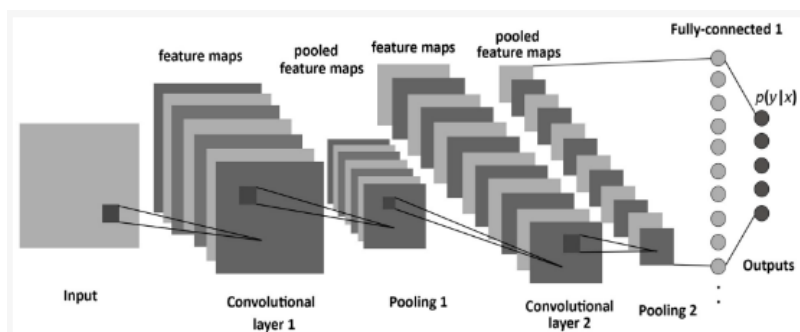 feature maps
pooled
feature maps
feature maps
pooled
feature maps
Fully-connected 1
p(y|x)
Input
Convolutional
layer 1
Pooling 1
Convolutional
layer 2
Pooling 2
Outputs